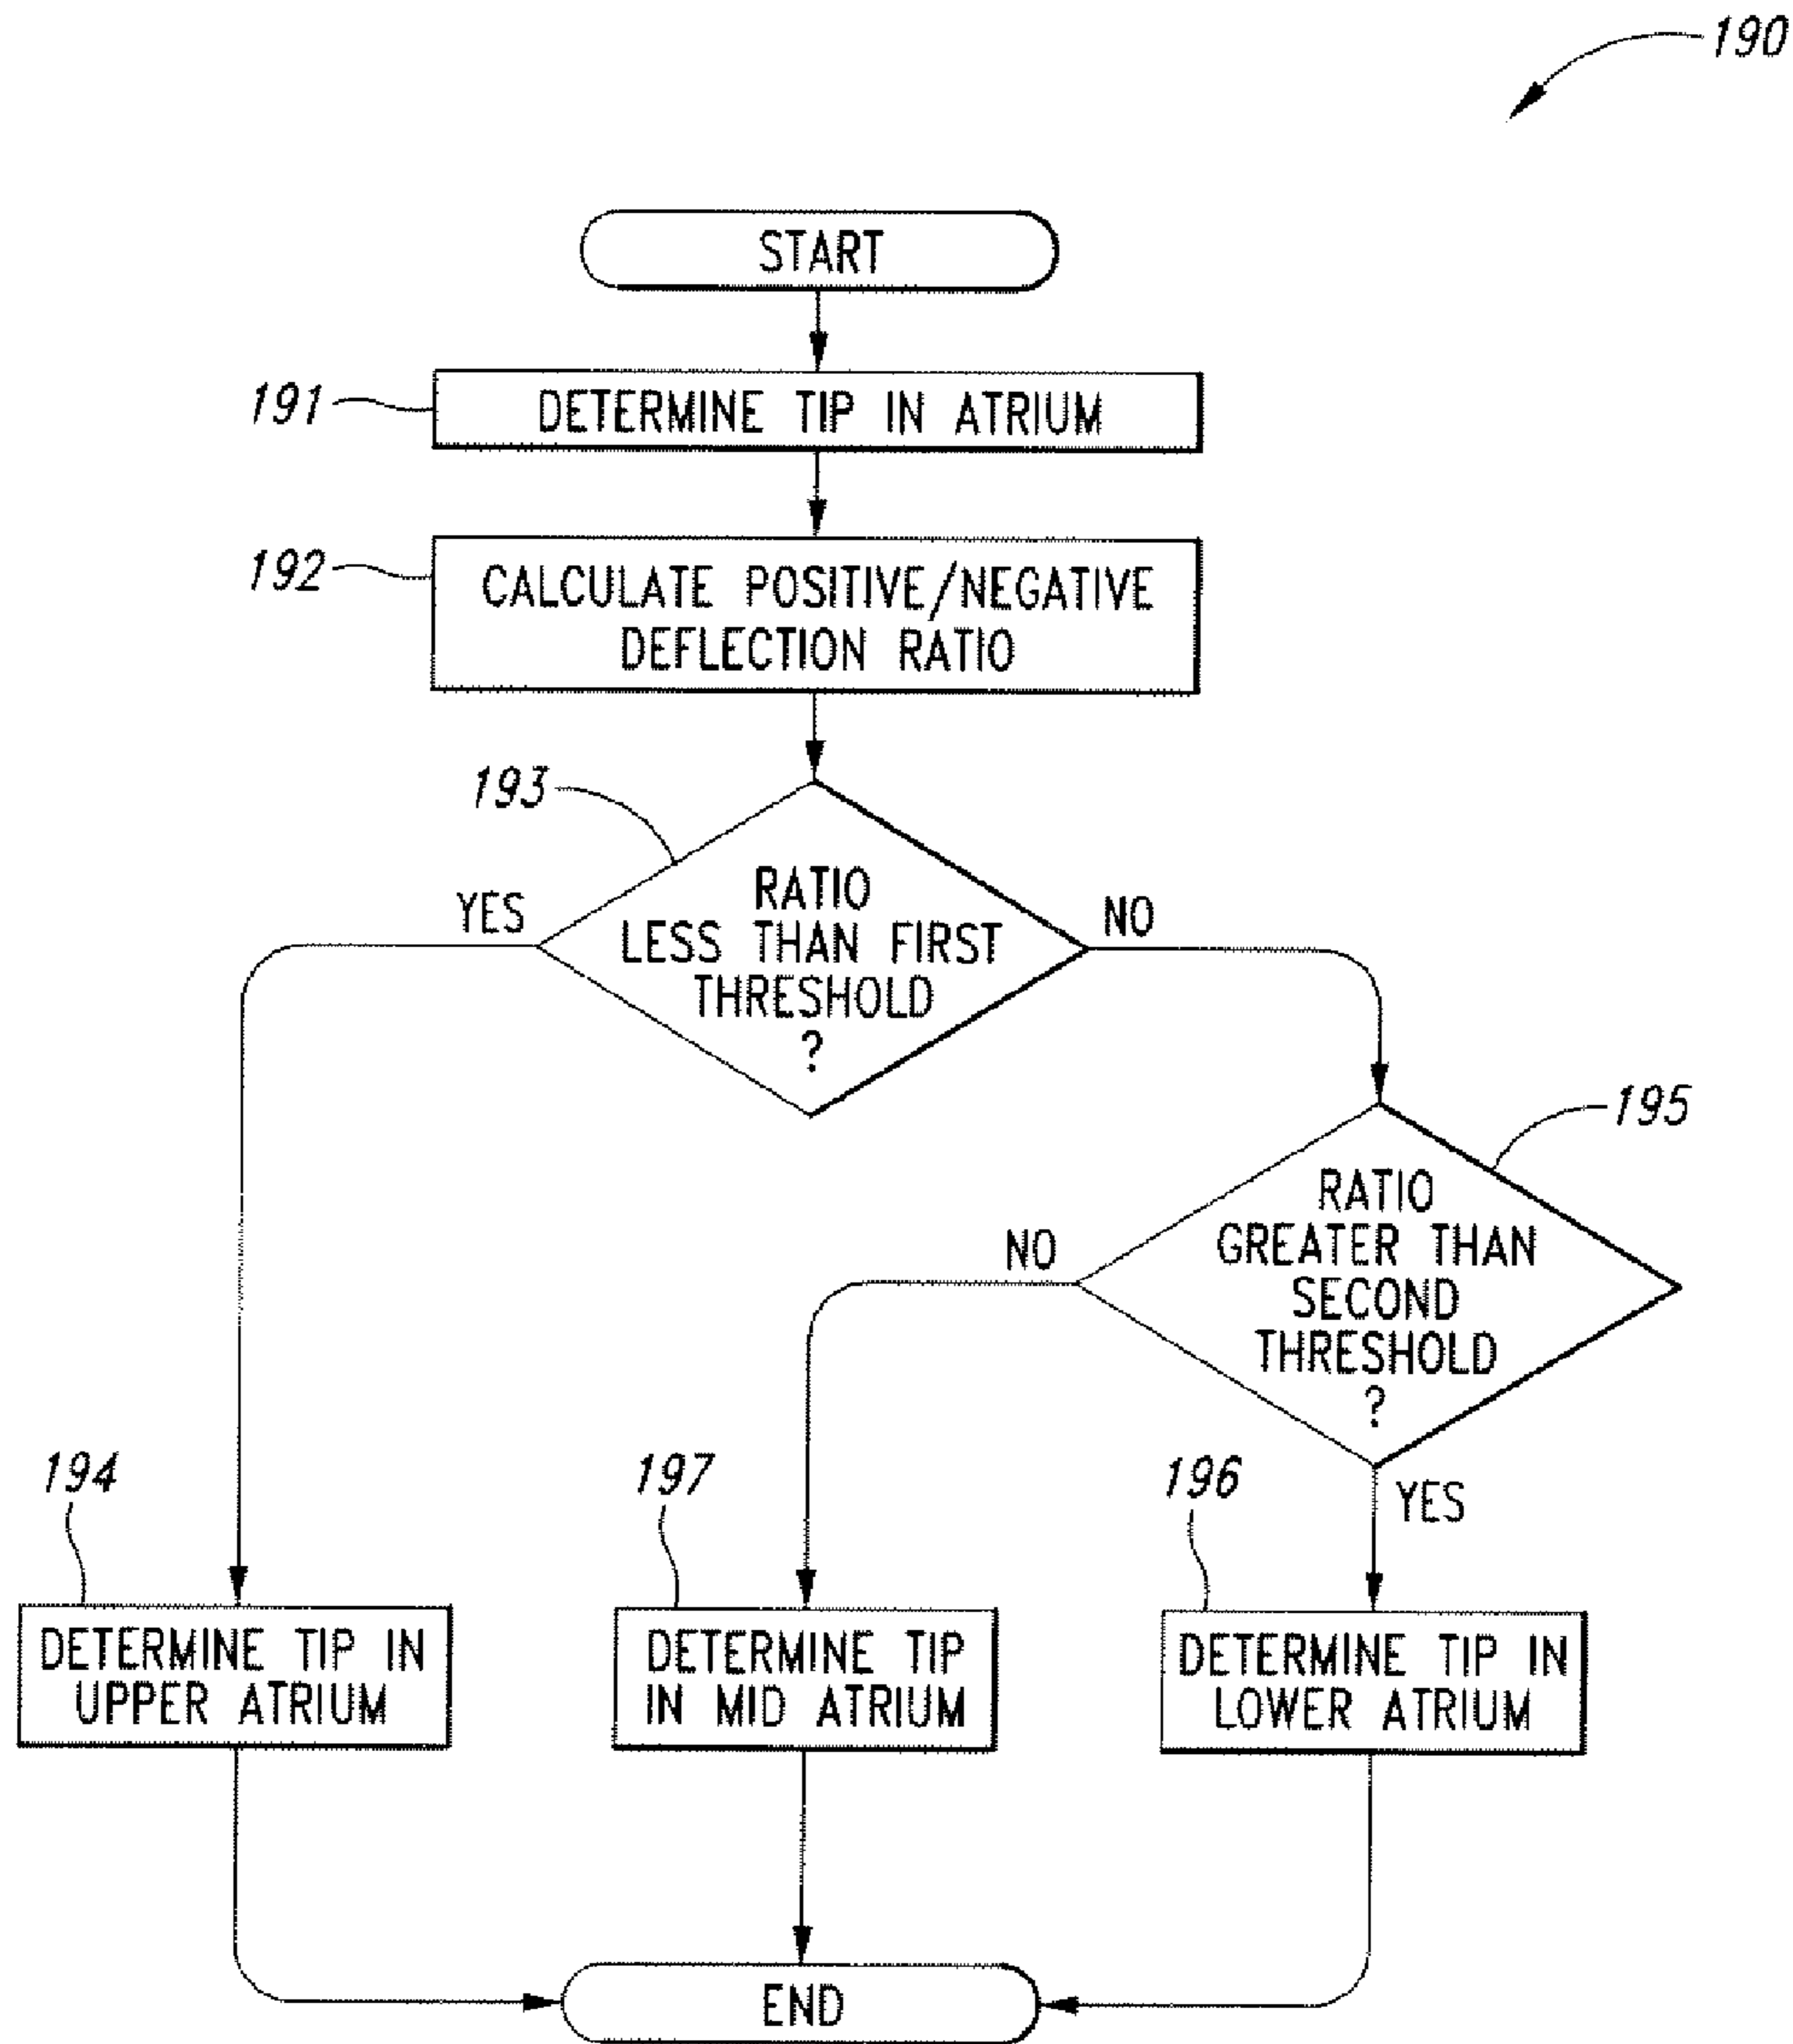 190
START
191
DETERMINE TIP IN ATRIUM
192
CALCULATE POSITIVE/NEGATIVE
DEFLECTION RATIO
193
RATIO
LESS THAN FIRST
THRESHOLD
?
YES
NO
195
RATIO
GREATER THAN
SECOND
THRESHOLD
?
NO
YES
194
DETERMINE TIP IN
UPPER ATRIUM
197
DETERMINE TIP
IN MID ATRIUM
196
DETERMINE TIP IN
LOWER ATRIUM
END